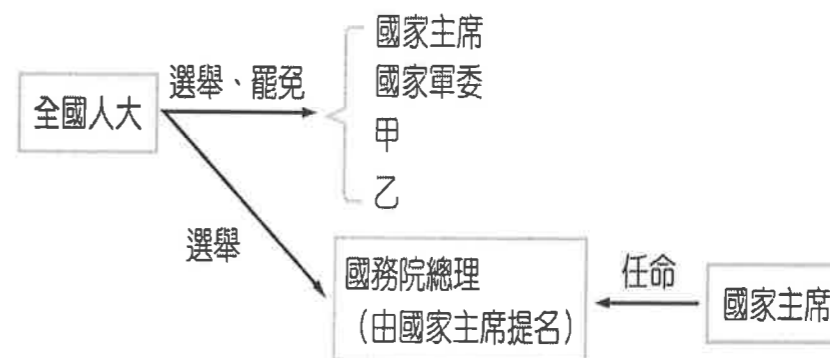 國家主席
選舉、罷免
國家軍委
全國人大
甲
乙
選舉
國務院總理
（由國家主席提名）
任命
國家主席